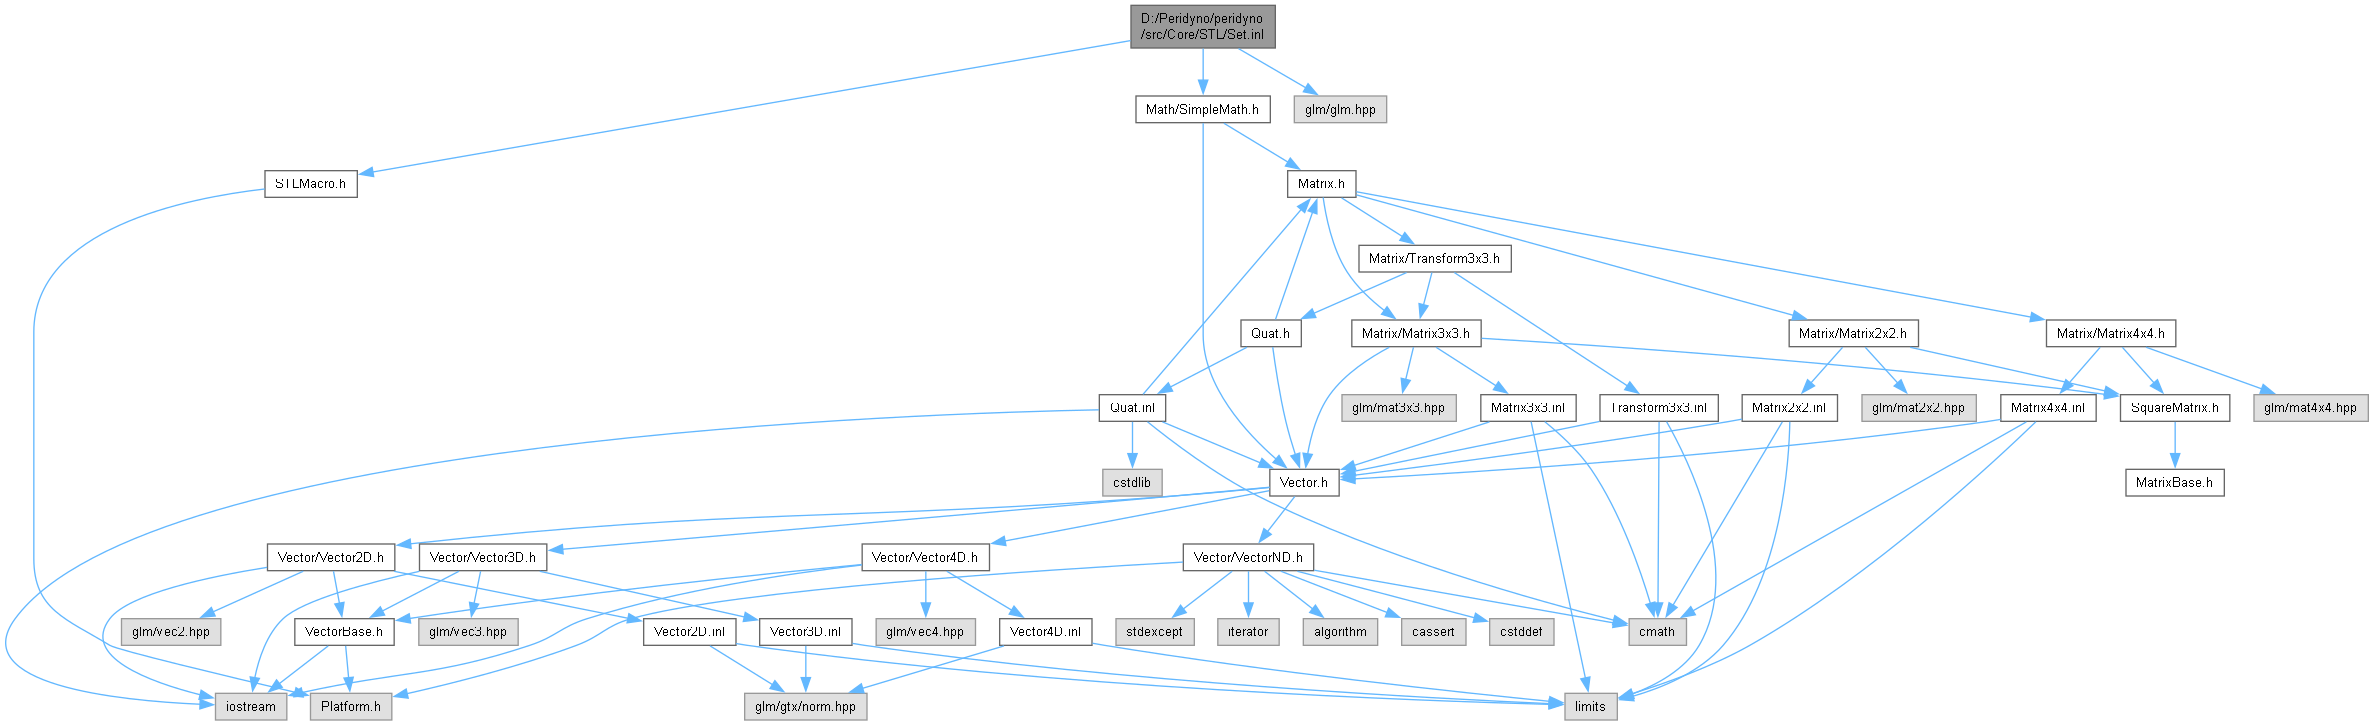 D:/Peridyno/peridyno
/src/Core/STL/Set.inl
Math/SimpleMath.h
glm/glm.hpp
STLMacro.h
Matrix.h
Matrix/Transform3x3.h
Quat.h
Matrix/Matrix3x3.h
Matrix/Matrix2x2.h
Matrix/Matrix4x4.h
Quat.inl
glm/mat3x3.hpp
Matrix3x3.inl
Transform3x3.inl
Matrix2x2.inl
glm/mat2x2.hpp
Matrix4x4.inl
SquareMatrix.h
glm/mat4x4.hpp
cstdlib
Vector.h
MatrixBase.h
Vector/Vector2D.h
Vector/Vector3D.h
Vector/Vector4D.h
Vector/VectorND.h
glm/vec2.hpp
VectorBase.h
glm/vec3.hpp
Vector2D.inl
Vector3D.inl
glm/vec4.hpp
Vector4D.inl
stdexcept
iterator
algorithm
cassert
cstddef
cmath
iostream
Platform.h
glm/gtx/norm.hpp
limits